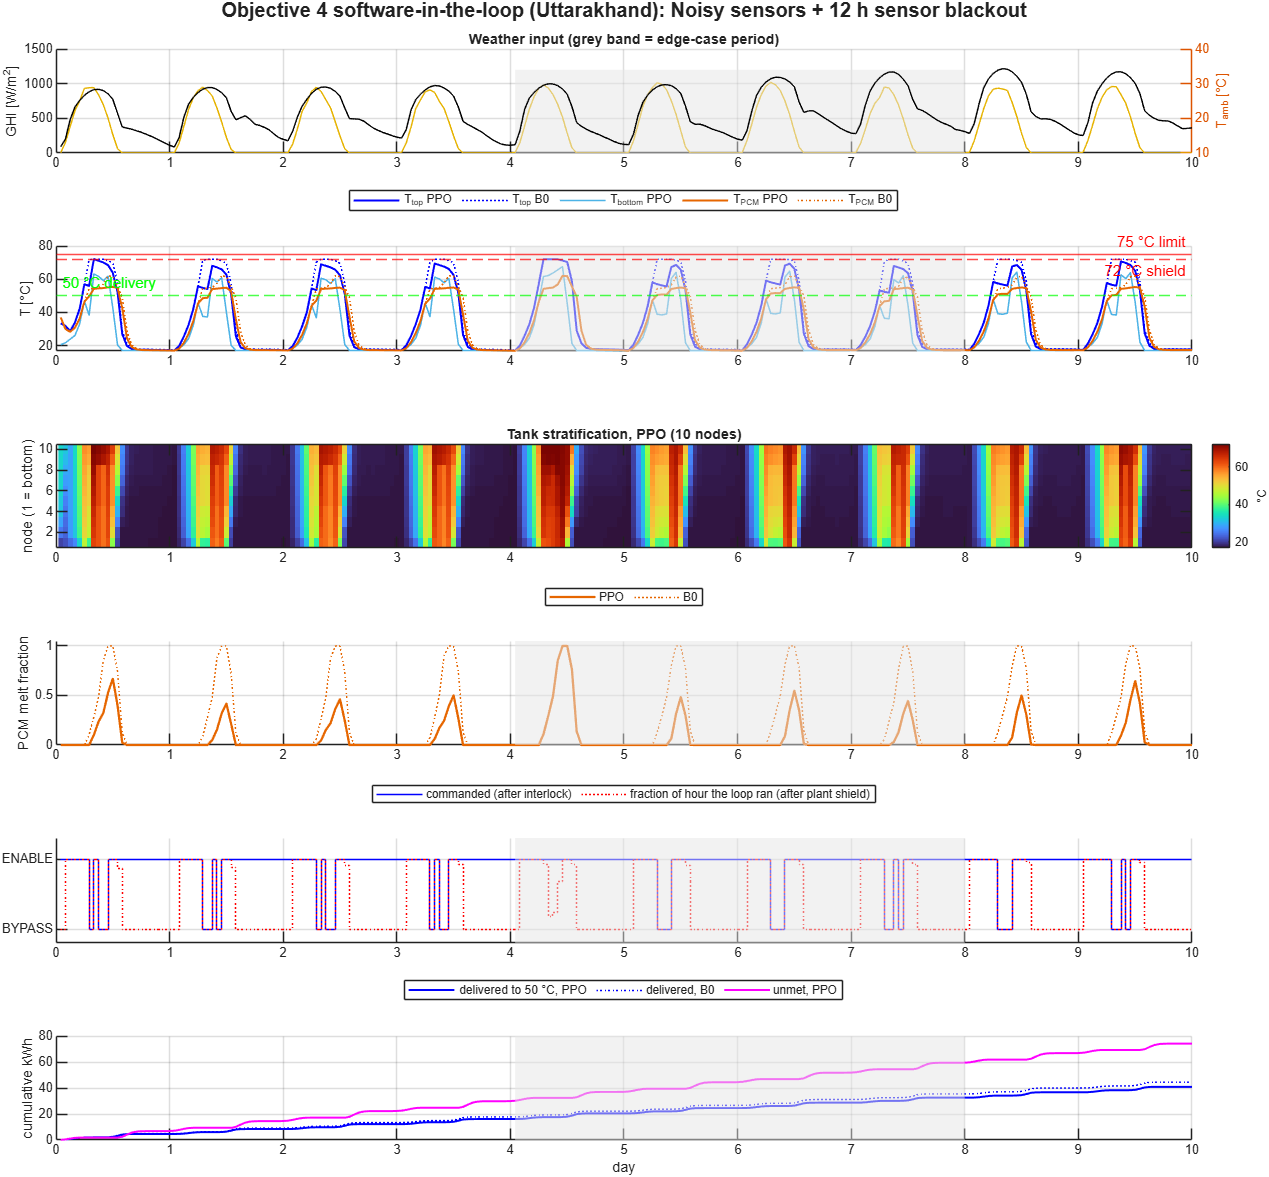 Objective 4 software-in-the-loop (Uttarakhand): Noisy sensors + 12 h sensor blackout
Weather input (grey band = edge-case period)
GHI [W/m²]
1500
1000
500
0
40
30
20
10
T_amb [°C]
0 1 2 3 4 5 6 7 8 9 10
T_top PPO T_top B0 T_bottom PPO T_PCM PPO T_PCM B0
T [°C]
80
60
40
20
75 °C limit
72 °C shield
50 °C delivery
0 1 2 3 4 5 6 7 8 9 10
Tank stratification, PPO (10 nodes)
node (1 = bottom)
10
8
6
4
2
60
40
20
°C
0 1 2 3 4 5 6 7 8 9 10
PPO B0
PCM melt fraction
1
0.5
0
0 1 2 3 4 5 6 7 8 9 10
commanded (after interlock) fraction of hour the loop ran (after plant shield)
ENABLE
BYPASS
0 1 2 3 4 5 6 7 8 9 10
delivered to 50 °C, PPO delivered, B0 unmet, PPO
cumulative kWh
80
60
40
20
0
0 1 2 3 4 5 6 7 8 9 10
day